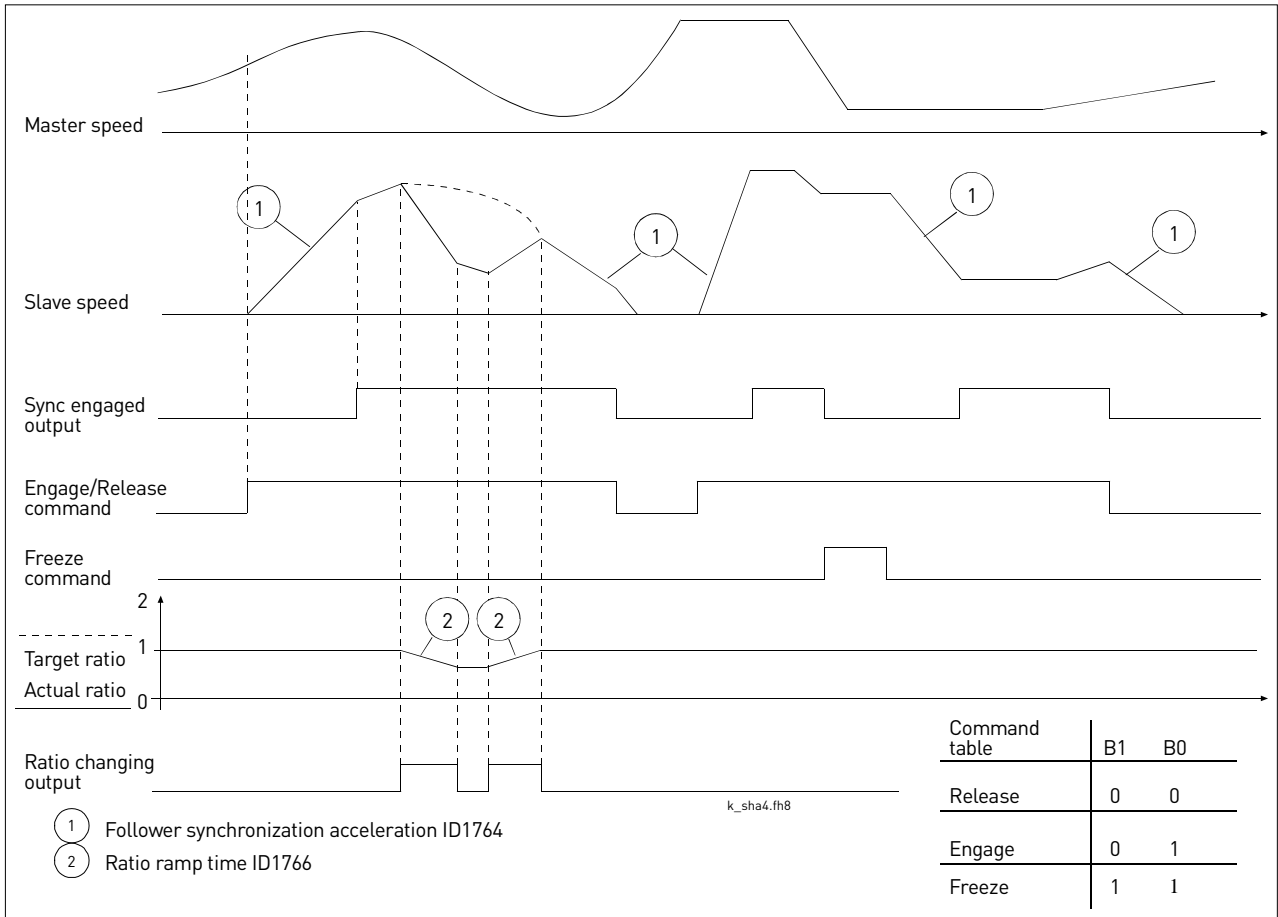 Master speed
1
1
1
1
Slave speed
Sync engaged
output
Engage/Release
command
Freeze
command
2
2 2
1
Target ratio
Actual ratio
0
Ratio changing
output
k_sha4.fh8
1 Follower synchronization acceleration ID1764
2 Ratio ramp time ID1766
Command
table B1 B0
Release 0 0
Engage 0 1
Freeze 1 1